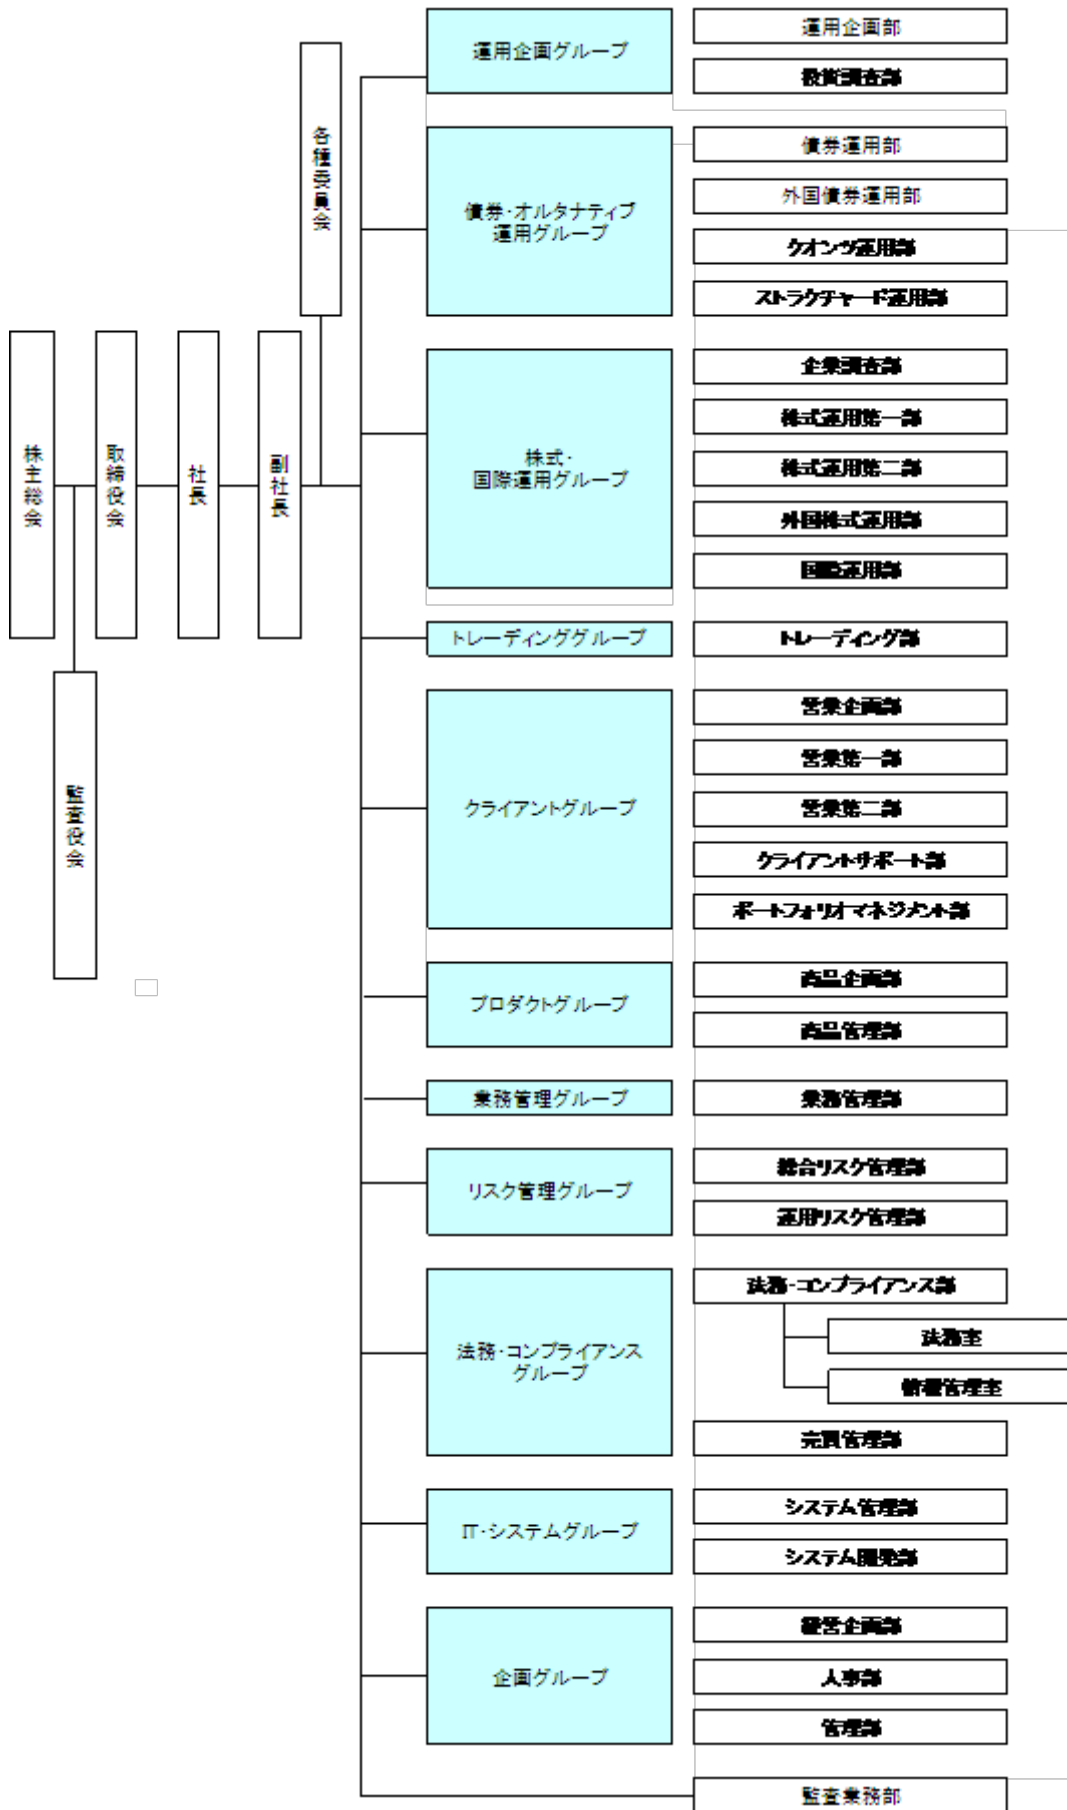 株主総会
監査役会
取締役会
社長
副社長
各種委員会
運用企画グループ
運用企画部
投資調査部
債券・オルタナティブ
運用グループ
債券運用部
外国債券運用部
クオンツ運用部
ストラクチャード運用部
株式・
国際運用グループ
企業調査部
株式運用第一部
株式運用第二部
外国株式運用部
国際運用部
トレーディンググループ
トレーディング部
クライアントグループ
営業企画部
営業第一部
営業第二部
クライアントサポート部
ポートフォリオマネジメント部
プロダクトグループ
商品企画部
商品管理部
業務管理グループ
業務管理部
リスク管理グループ
総合リスク管理部
運用リスク管理部
法務・コンプライアンス
グループ
法務・コンプライアンス部
法務室
情報管理室
売買管理部
IT・システムグループ
システム管理部
システム開発部
企画グループ
経営企画部
人事部
管理部
監査業務部